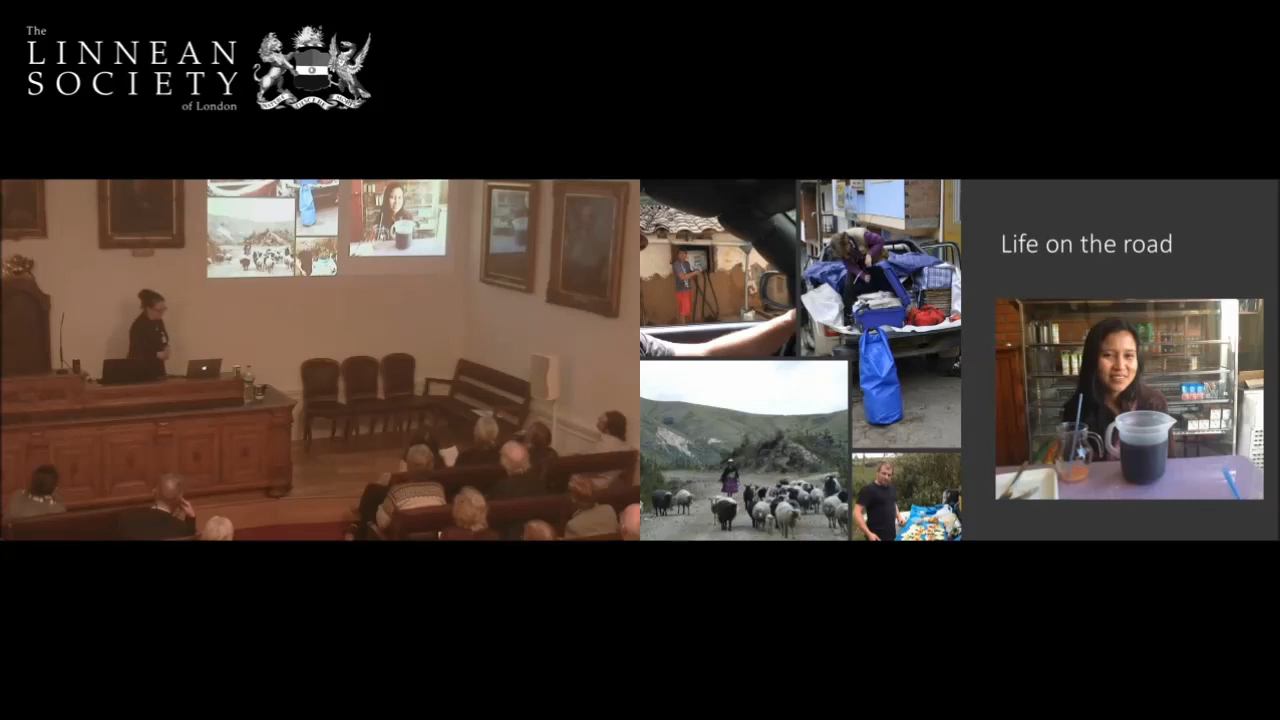 The
LINNEAN
SOCIETY
of London
Life on the road